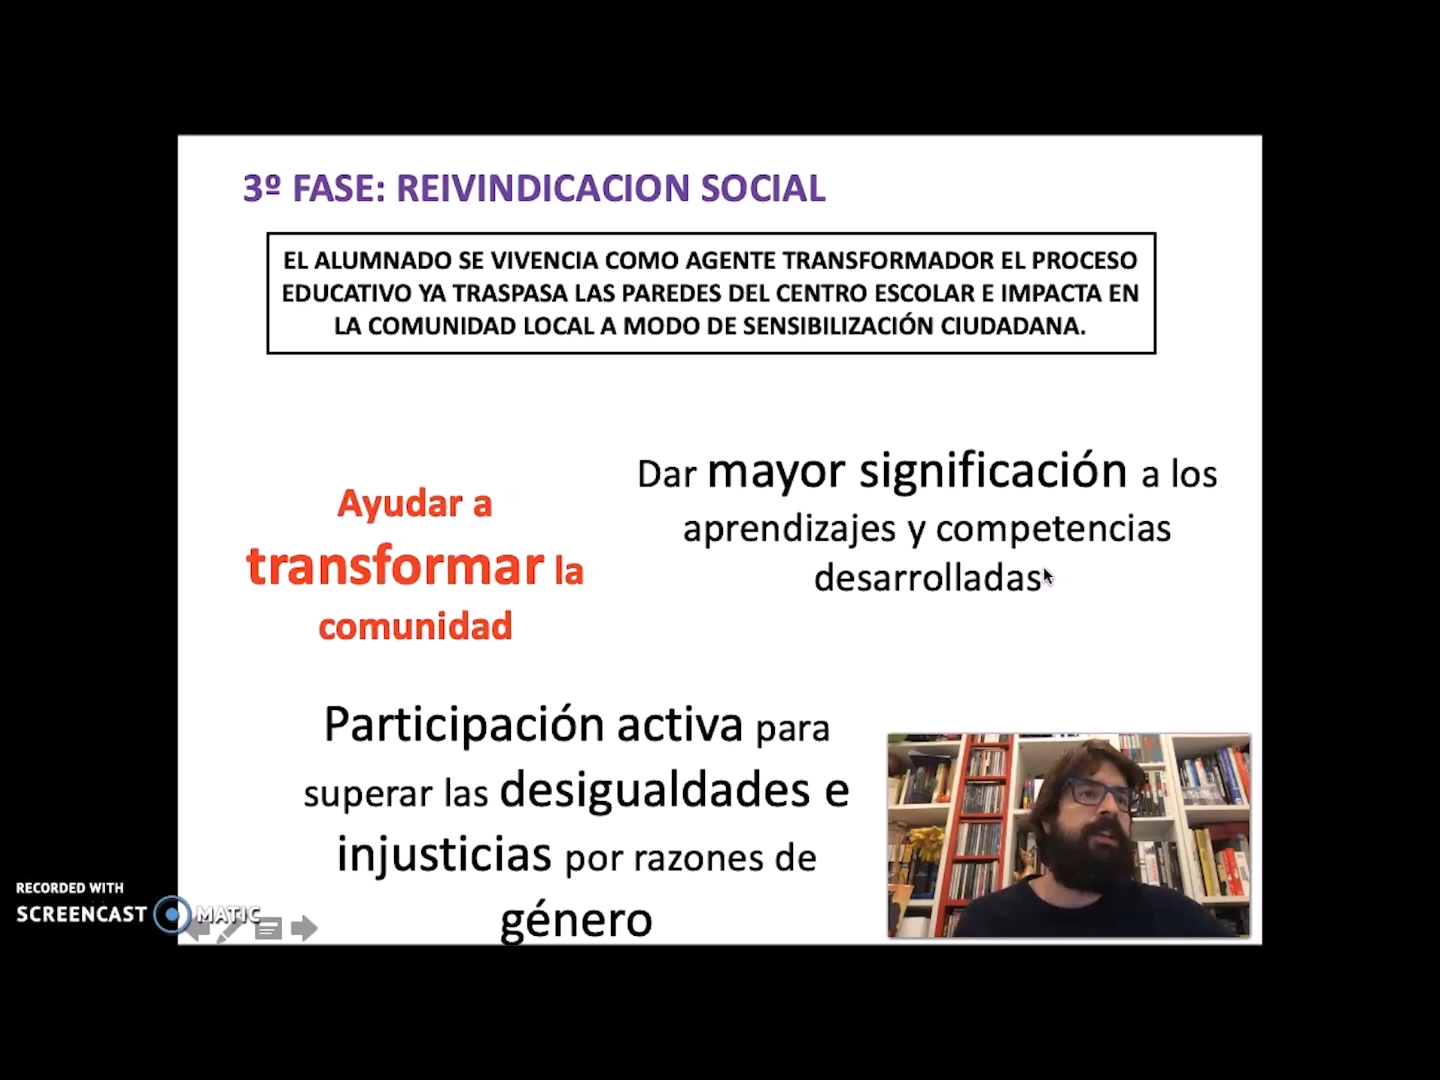 3º FASE: REIVINDICACION SOCIAL
EL ALUMNADO SE VIVENCIA COMO AGENTE TRANSFORMADOR EL PROCESO
EDUCATIVO YA TRASPASA LAS PAREDES DEL CENTRO ESCOLAR E IMPACTA EN
LA COMUNIDAD LOCAL A MODO DE SENSIBILIZACIÓN CIUDADANA.
Dar mayor significación a los
aprendizajes y competencias
desarrolladas
Ayudar a
transformar la
comunidad
Participación activa para
superar las desigualdades e
injusticias por razones de
género
RECORDED WITH
SCREENCAST MATIC